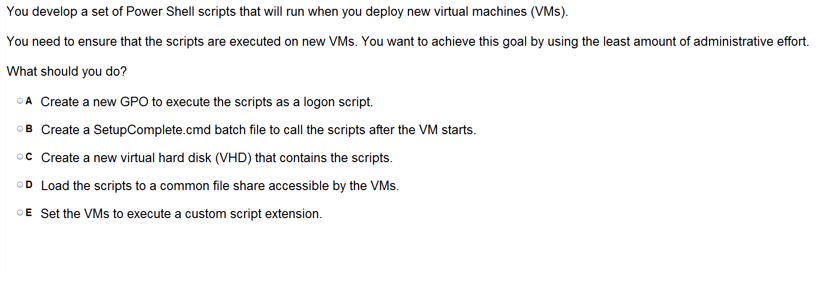 You develop a set of Power Shell scripts that will run when you deploy new virtual machines (VMs).
You need to ensure that the scripts are executed on new VMs. You want to achieve this goal by using the least amount of administrative effort.
What should you do?
A Create a new GPO to execute the scripts as a logon script.
B Create a SetupComplete.cmd batch file to call the scripts after the VM starts.
C Create a new virtual hard disk (VHD) that contains the scripts.
D Load the scripts to a common file share accessible by the VMs.
E Set the VMs to execute a custom script extension.